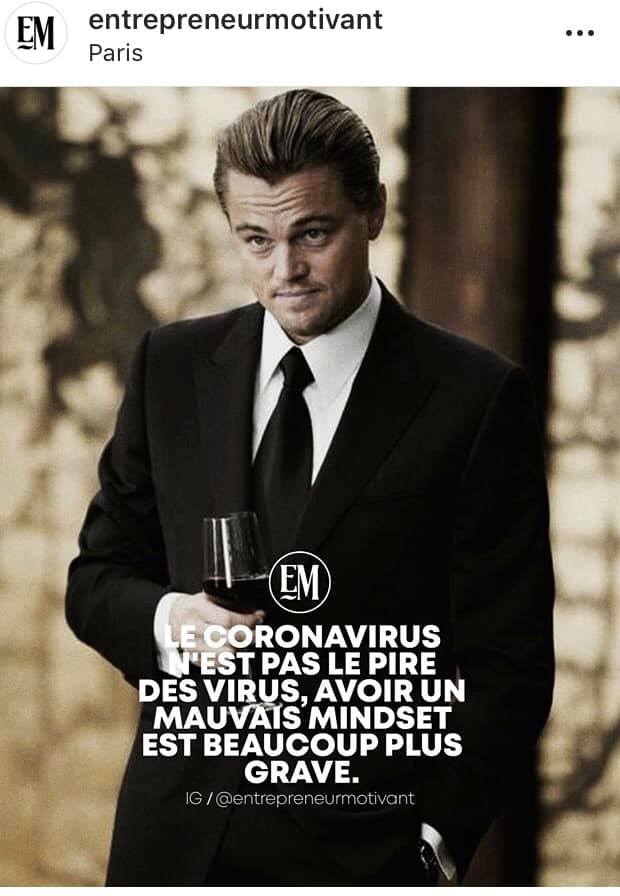 EM
entrepreneurmotivant
Paris
EM
LE CORONAVIRUS
N'EST PAS LE PIRE
DES VIRUS, AVOIR UN
MAUVAIS MINDSET
EST BEAUCOUP PLUS
GRAVE.
IG / @entrepreneurmotivant